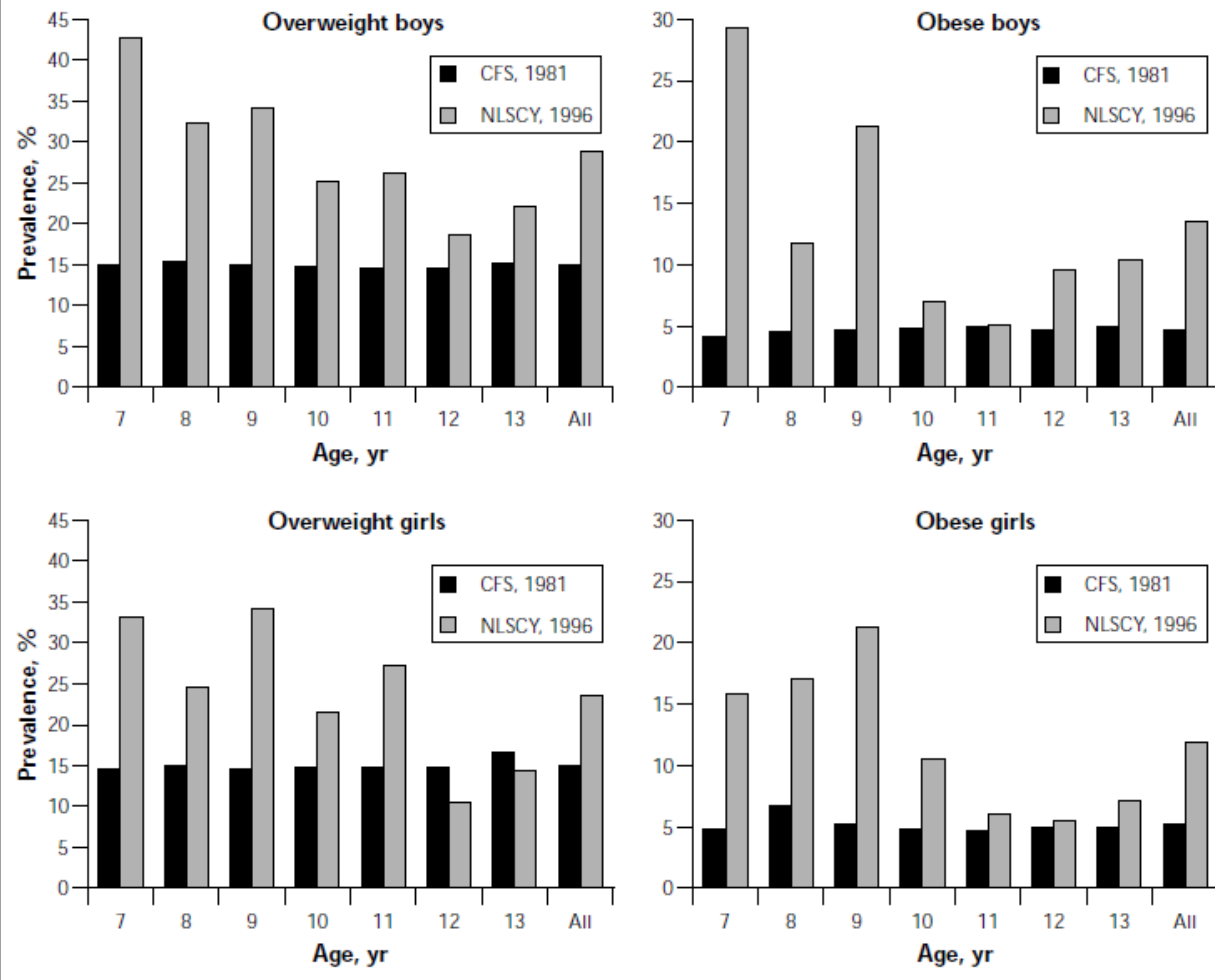 Overweight boys
CFS, 1981
NLSCY, 1996
Prevalence, %
45
40
35
30
25
20
15
10
5
0
7 8 9 10 11 12 13 All
Age, yr
Obese boys
CFS, 1981
NLSCY, 1996
30
25
20
15
10
5
0
7 8 9 10 11 12 13 All
Age, yr
Overweight girls
CFS, 1981
NLSCY, 1996
Prevalence, %
45
40
35
30
25
20
15
10
5
0
7 8 9 10 11 12 13 All
Age, yr
Obese girls
CFS, 1981
NLSCY, 1996
30
25
20
15
10
5
0
7 8 9 10 11 12 13 All
Age, yr